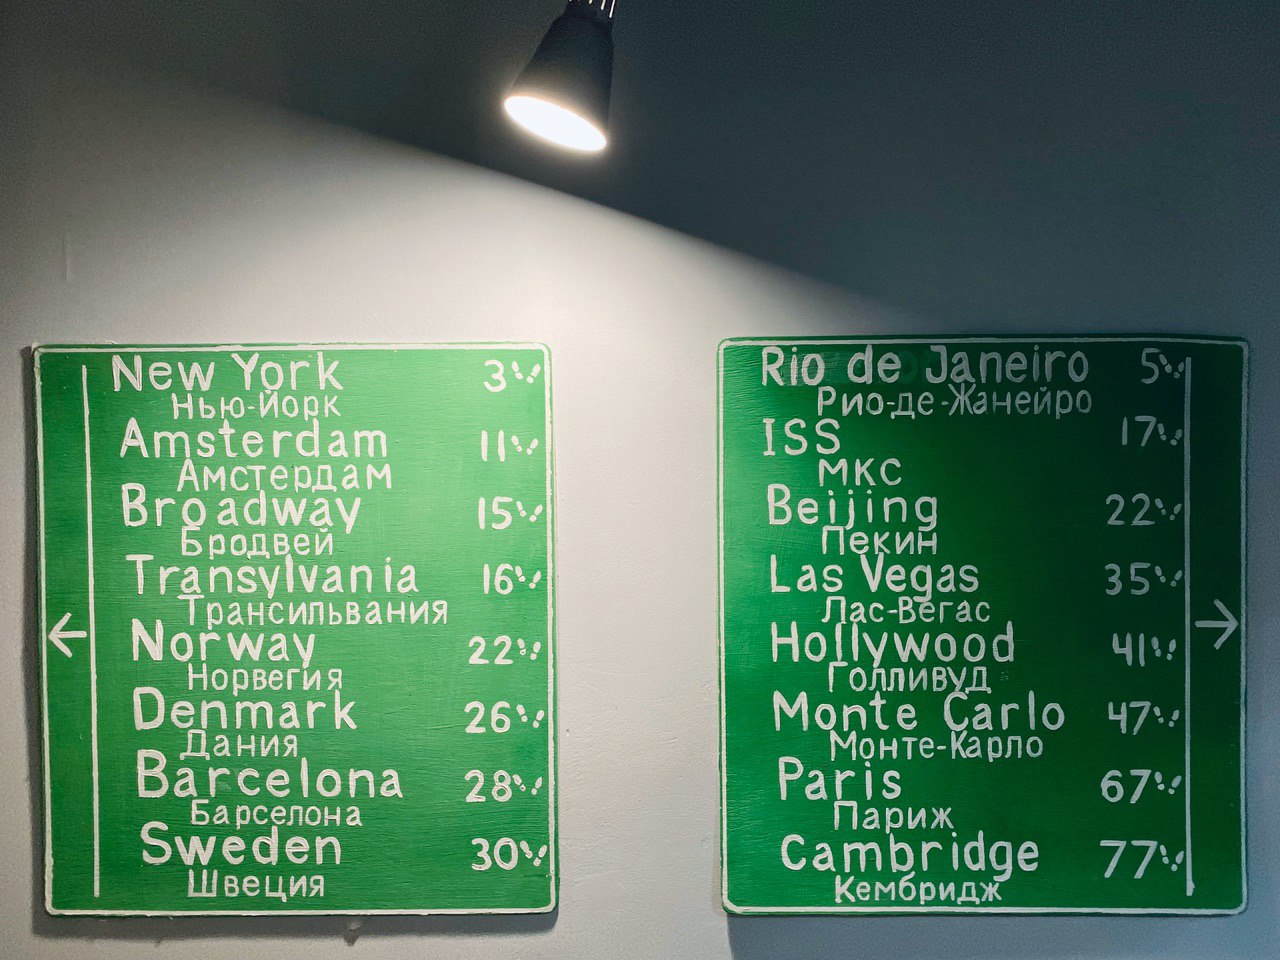 New York 3
Нью-Йорк
Amsterdam 11
Амстердам
Broadway 15
Бродвей
Transylvania 16
Трансильвания
Norway 22
Норвегия
Denmark 26
Дания
Barcelona 28
Барселона
Sweden 30
Швеция
Rio de Janeiro 5
Рио-де-Жанейро
ISS 17
МКС
Beijing 22
Пекин
Las Vegas 35
Лас-Вегас
Hollywood 41
Голливуд
Monte Carlo 47
Монте-Карло
Paris 67
Париж
Cambridge 77
Кембридж